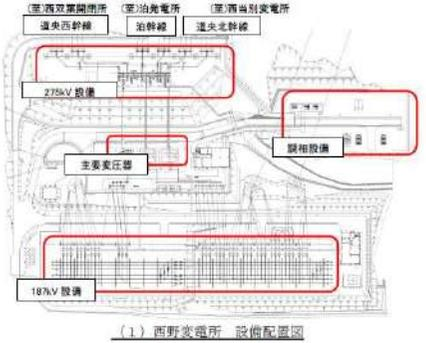 (至)西双葉開閉所 (至)泊発電所 (至)西当別変電所
道央西幹線 泊幹線 道央北幹線
275kV 設備
調相設備
主要変圧器
187kV 設備
(1) 西野変電所 設備配置図